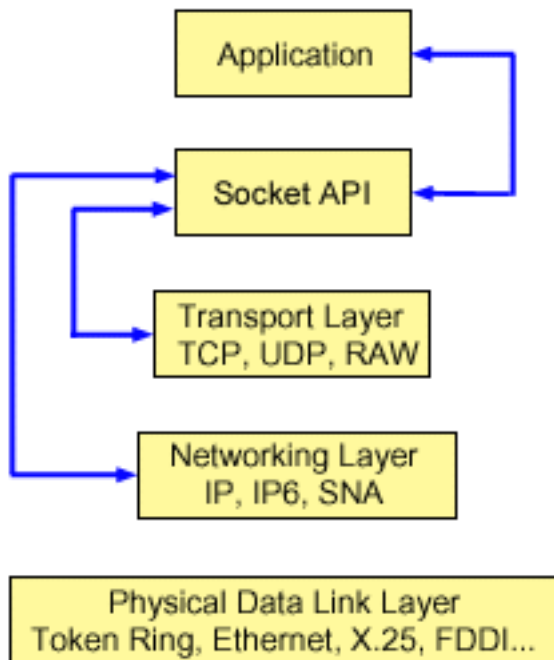 Application
Socket API
Transport Layer
TCP, UDP, RAW
Networking Layer
IP, IP6, SNA
Physical Data Link Layer
Token Ring, Ethernet, X.25, FDDI...